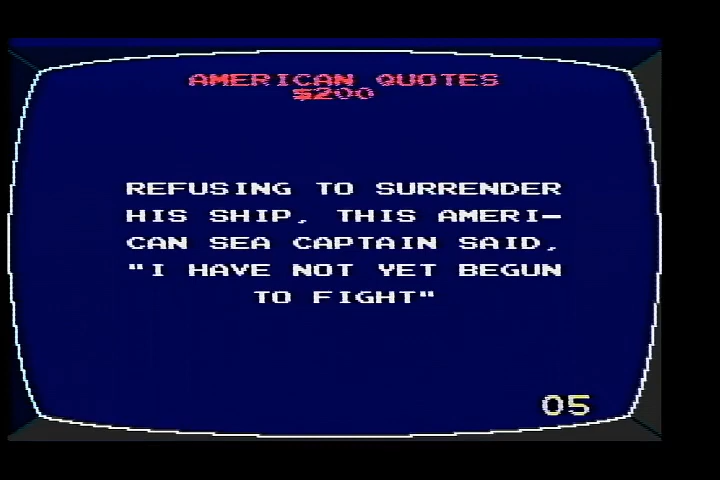 AMERICAN QUOTES
$200
REFUSING TO SURRENDER
HIS SHIP, THIS AMERI-
CAN SEA CAPTAIN SAID,
"I HAVE NOT YET BEGUN
TO FIGHT"
05